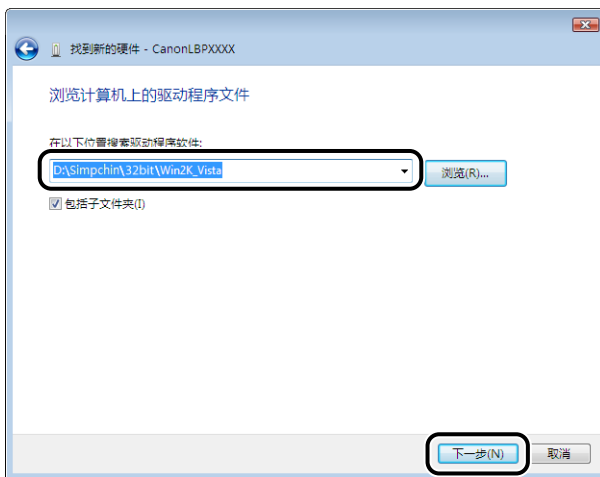 找到新的硬件 - CanonLBPXXXX
浏览计算机上的驱动程序文件
在以下位置搜索驱动程序软件:
D:\Simpchin\32bit\Win2K_Vista
浏览(R)...
包括子文件夹(I)
下一步(N)
取消